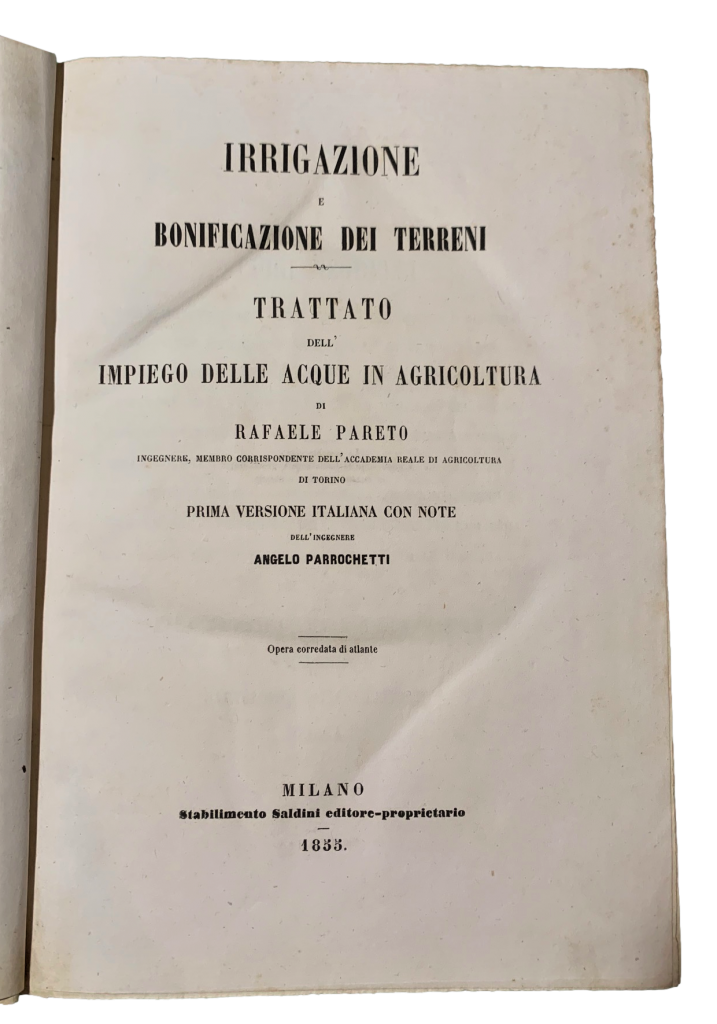 IRRIGAZIONE
E
BONIFICAZIONE DEI TERRENI
TRATTATO
DELL'
IMPIEGO DELLE ACQUE IN AGRICOLTURA
DI
RAFAELE PARETO
INGEGNERE, MEMBRO CORRISPONDENTE DELL'ACCADEMIA REALE DI AGRICOLTURA
DI TORINO
PRIMA VERSIONE ITALIANA CON NOTE
DELL'INGEGNERE
ANGELO PARROCHETTI
Opera corredata di atlante
MILANO
Stabilimento Saldini editore-proprietario
1855.